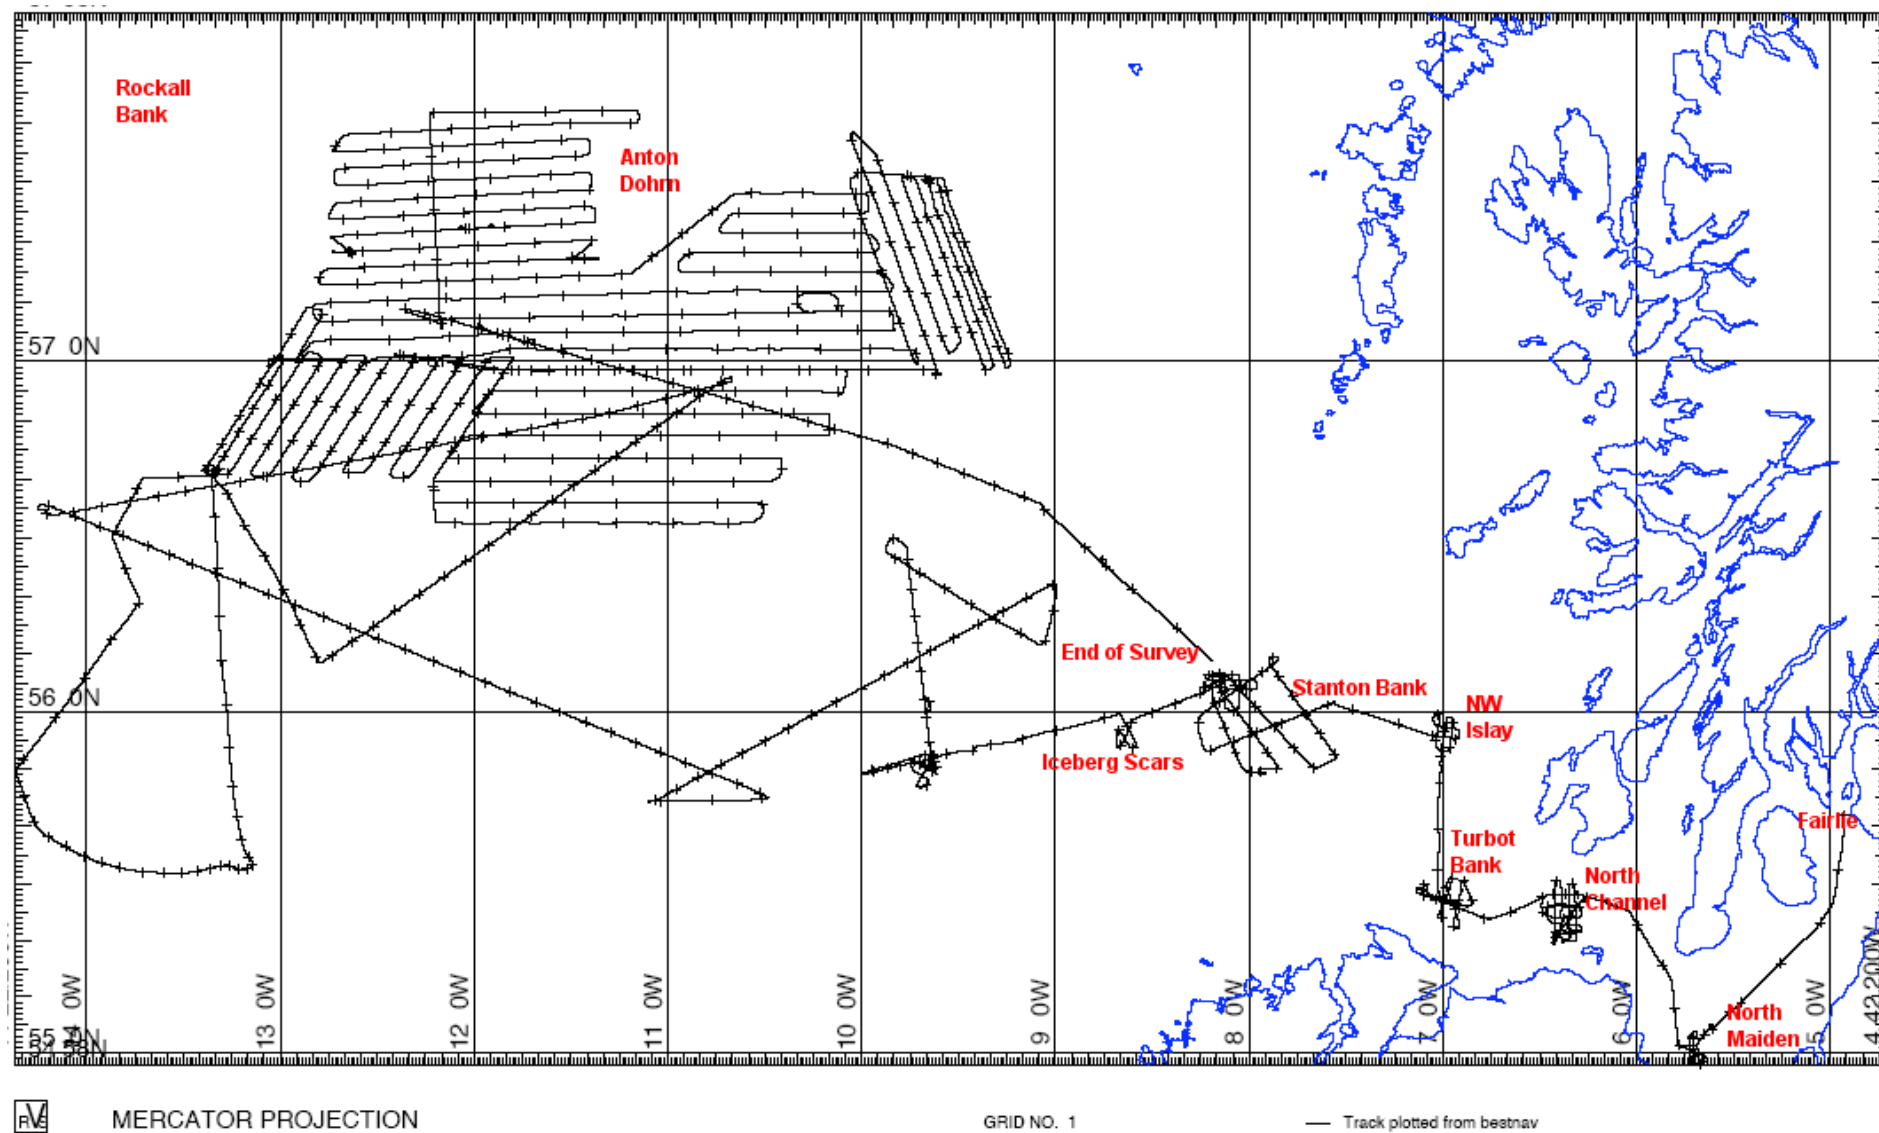 Rockall
Bank
Anton
Dohrn
57 0N
End of Survey
Stanton Bank
56 0N
NW
Islay
Iceberg Scars
Fairlie
Turbot
Bank
North
Channel
13 0W
12 0W
11 0W
10 0W
9 0W
8 0W
7 0W
6 0W
5 0W
North
Maiden
MERCATOR PROJECTION
GRID NO. 1
Track plotted from bestnav